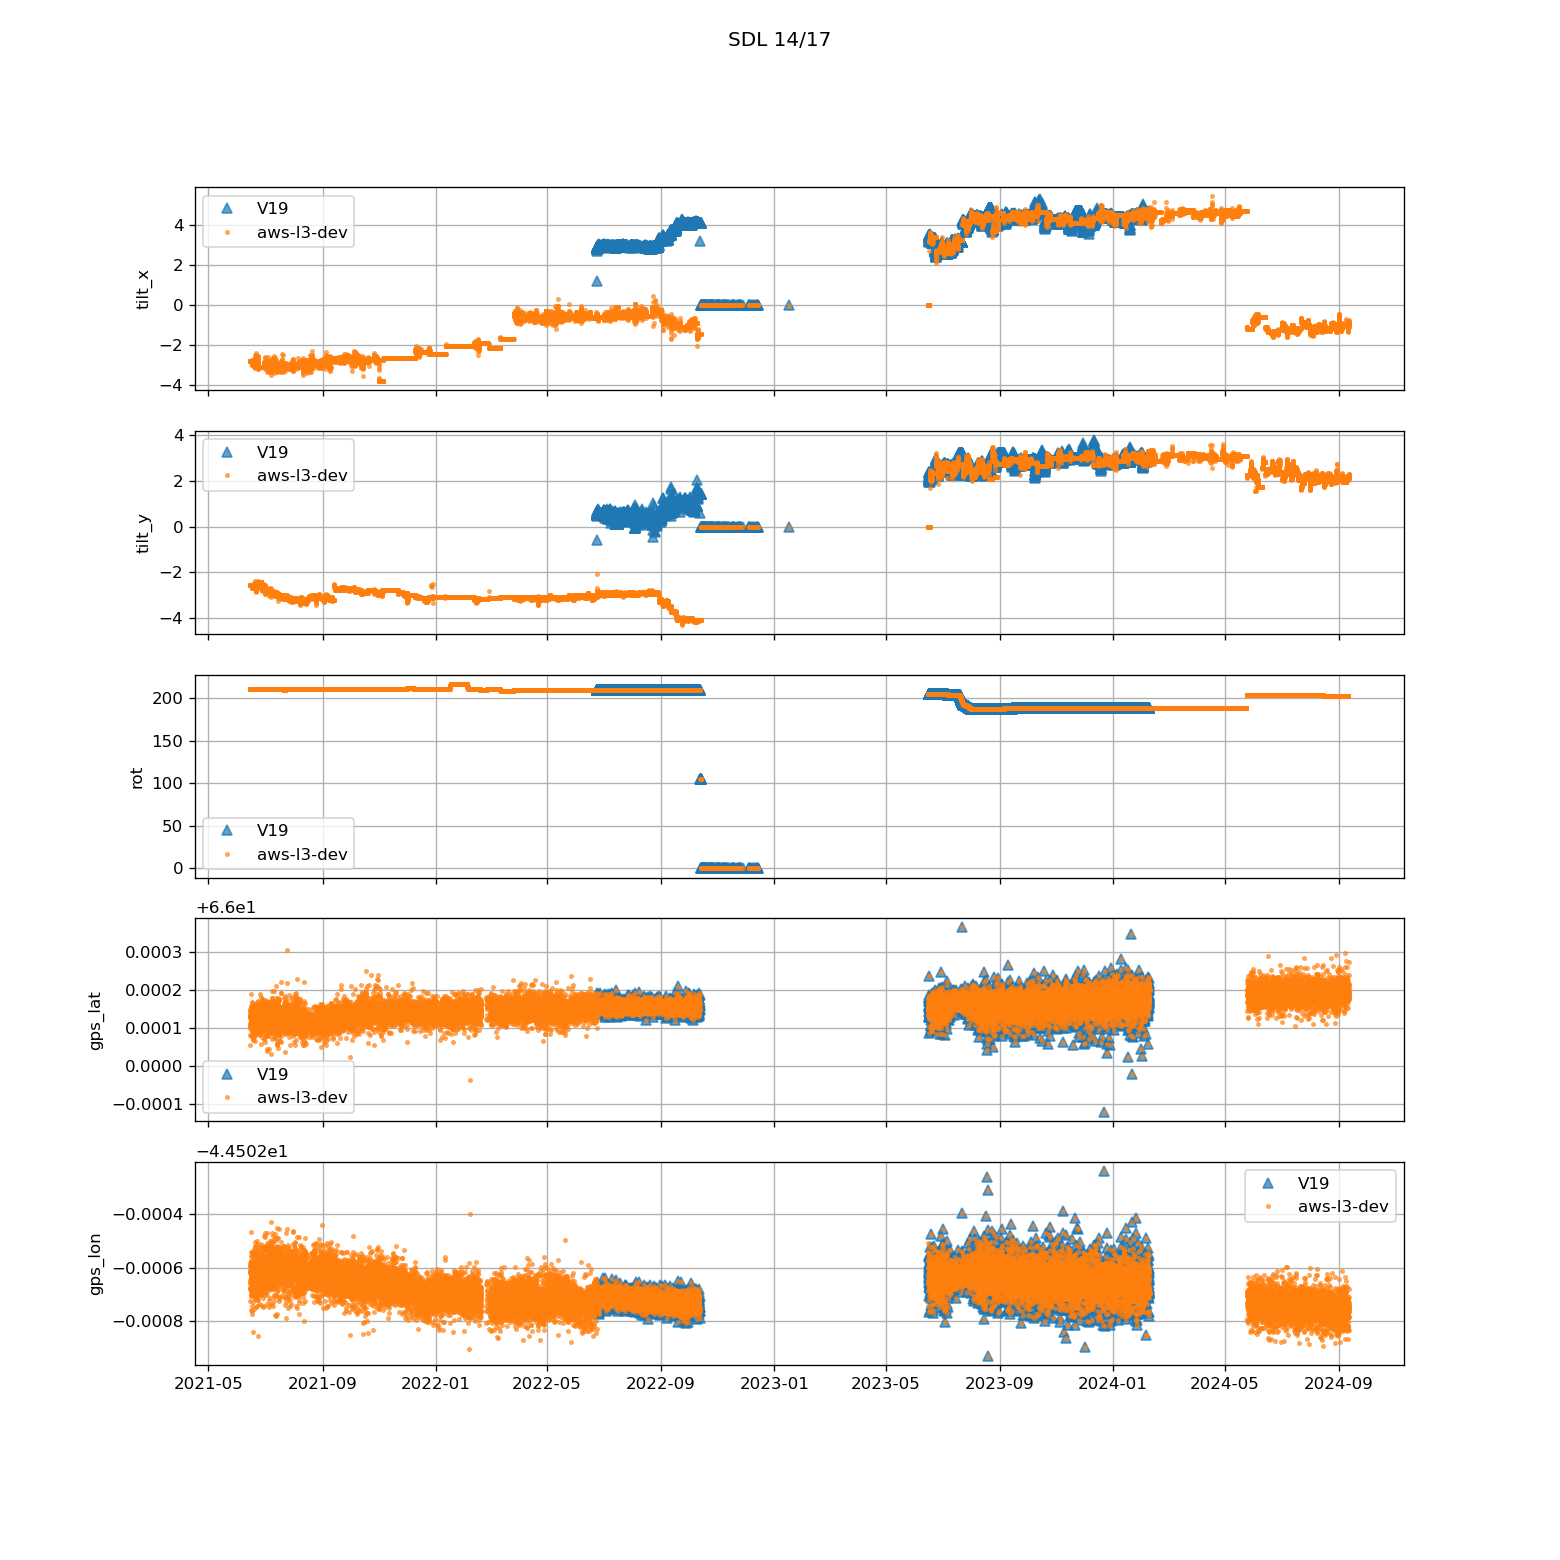 SDL 14/17
V19
aws-l3-dev
tilt_x
4
2
0
−2
−4
V19
aws-l3-dev
tilt_y
4
2
0
−2
−4
rot
200
150
100
50
0
V19
aws-l3-dev
+6.6e1
gps_lat
0.0003
0.0002
0.0001
0.0000
−0.0001
V19
aws-l3-dev
−4.4502e1
gps_lon
−0.0004
−0.0006
−0.0008
V19
aws-l3-dev
2021-05 2021-09 2022-01 2022-05 2022-09 2023-01 2023-05 2023-09 2024-01 2024-05 2024-09